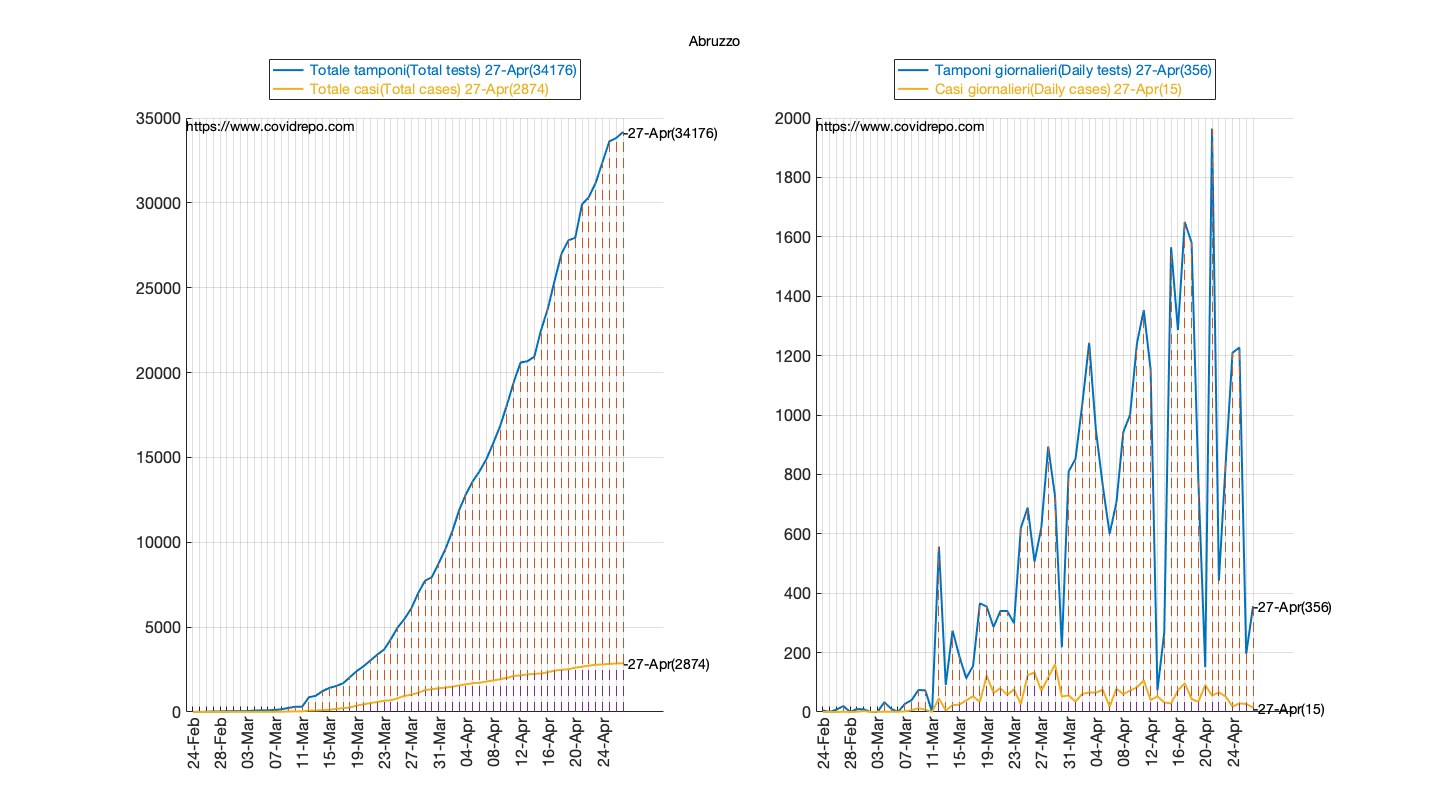 Abruzzo
Totale tamponi(Total tests) 27-Apr(34176)
Totale casi(Total cases) 27-Apr(2874)
https://www.covidrepo.com
35000
30000
25000
20000
15000
10000
5000
0
27-Apr(34176)
27-Apr(2874)
24-Feb
28-Feb
03-Mar
07-Mar
11-Mar
15-Mar
19-Mar
23-Mar
27-Mar
31-Mar
04-Apr
08-Apr
12-Apr
16-Apr
20-Apr
24-Apr
Tamponi giornalieri(Daily tests) 27-Apr(356)
Casi giornalieri(Daily cases) 27-Apr(15)
https://www.covidrepo.com
2000
1800
1600
1400
1200
1000
800
600
400
200
0
27-Apr(356)
27-Apr(15)
24-Feb
28-Feb
03-Mar
07-Mar
11-Mar
15-Mar
19-Mar
23-Mar
27-Mar
31-Mar
04-Apr
08-Apr
12-Apr
16-Apr
20-Apr
24-Apr